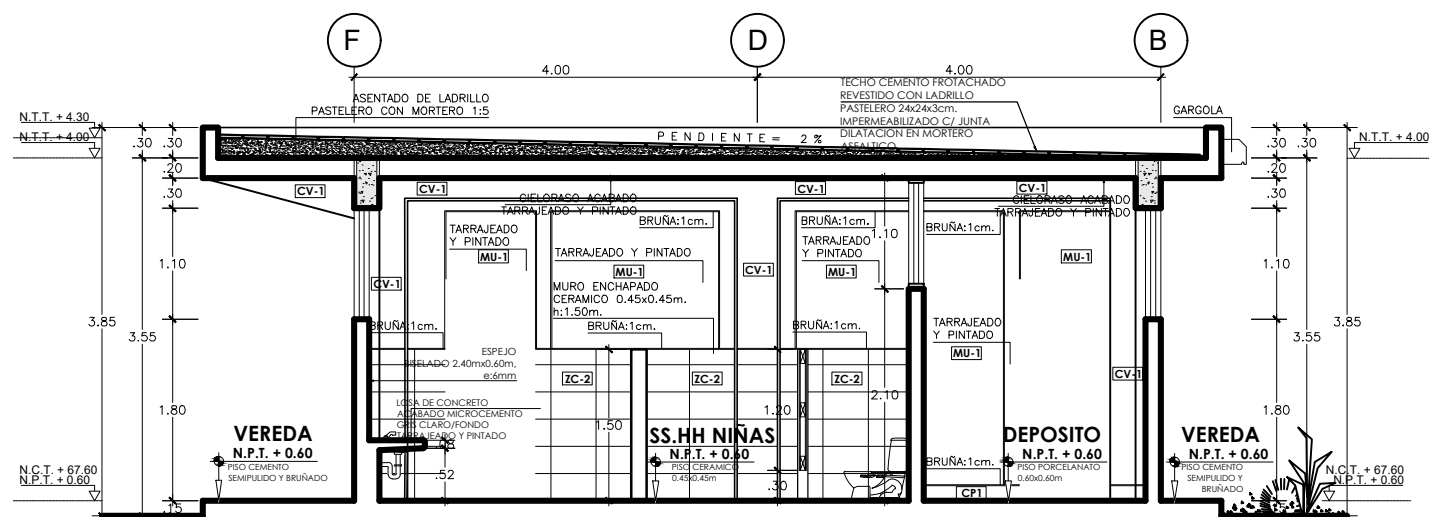 F
D
B
4.00
4.00
ASENTADO DE LADRILLO
PASTELERO CON MORTERO 1:5
TECHO CEMENTO FROTACHADO
REVESTIDO CON LADRILLO
PASTELERO 24x24x3cm.
IMPERMEABILIZADO C/ JUNTA
DILATACION EN MORTERO
ASFALTICO
GARGOLA
PENDIENTE = 2 %
N.T.T. + 4.30
N.T.T. + 4.00
N.T.T. + 4.00
.30
.30
.30
.30
.20
.20
.30
.30
CV-1
CV-1
CV-1
CV-1
CIELORASO ACABADO
TARRAJEADO Y PINTADO
CIELORASO ACABADO
TARRAJEADO Y PINTADO
BRUÑA:1cm.
BRUÑA:1cm.
BRUÑA:1cm.
TARRAJEADO
Y PINTADO
MU-1
TARRAJEADO Y PINTADO
MU-1
TARRAJEADO
Y PINTADO
MU-1
MU-1
1.10
1.10
1.10
CV-1
CV-1
MURO ENCHAPADO
CERAMICO 0.45x0.45m.
h:1.50m.
BRUÑA:1cm.
BRUÑA:1cm.
BRUÑA:1cm.
TARRAJEADO
Y PINTADO
MU-1
3.85
3.55
3.55
3.85
ESPEJO
BISELADO 2.40mx0.60m,
e:6mm
ZC-2
ZC-2
ZC-2
CV-1
LOSA DE CONCRETO
ACABADO MICROCEMENTO
GRIS CLARO/FONDO
TARRAJEADO Y PINTADO
1.80
1.50
1.20
2.10
1.80
.52
.30
VEREDA
N.P.T. + 0.60
PISO CEMENTO
SEMIPULIDO Y BRUÑADO
SS.HH NIÑAS
N.P.T. + 0.60
PISO CERAMICO
0.45x0.45m
DEPOSITO
N.P.T. + 0.60
PISO PORCELANATO
0.60x0.60m
BRUÑA:1cm.
CP1
VEREDA
N.P.T. + 0.60
PISO CEMENTO
SEMIPULIDO Y
BRUÑADO
N.C.T. + 67.60
N.P.T. + 0.60
N.C.T. + 67.60
N.P.T. + 0.60
.15
.15